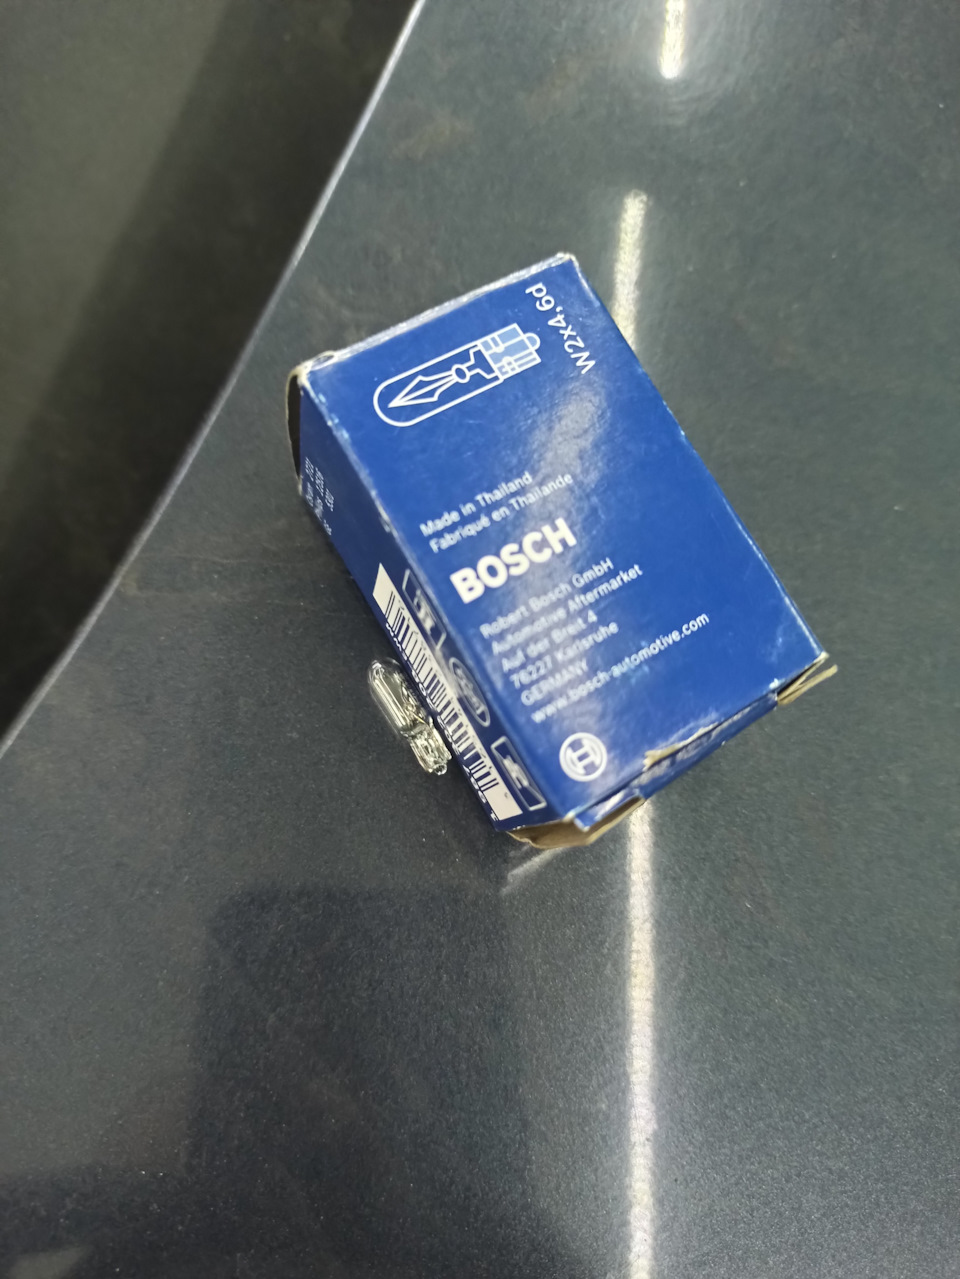 W2x4,6d
Made in Thailand
Fabriqué en Thaïlande
BOSCH
Robert Bosch GmbH
Automotive Aftermarket
Auf der Breit 4
76227 Karlsruhe
GERMANY
www.bosch-automotive.com